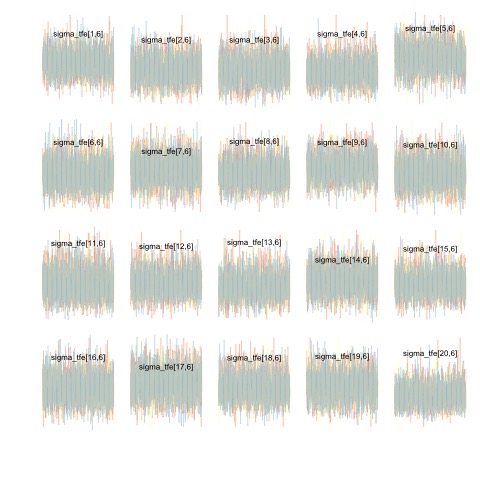 sigma_tfe[1,6]
sigma_tfe[2,6]
sigma_tfe[3,6]
sigma_tfe[4,6]
sigma_tfe[5,6]
sigma_tfe[6,6]
sigma_tfe[7,6]
sigma_tfe[8,6]
sigma_tfe[9,6]
sigma_tfe[10,6]
sigma_tfe[11,6]
sigma_tfe[12,6]
sigma_tfe[13,6]
sigma_tfe[14,6]
sigma_tfe[15,6]
sigma_tfe[16,6]
sigma_tfe[17,6]
sigma_tfe[18,6]
sigma_tfe[19,6]
sigma_tfe[20,6]